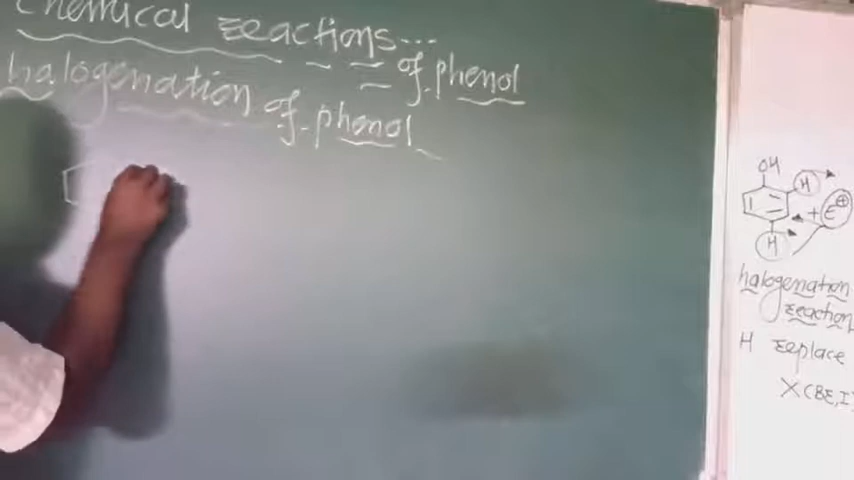 Chemical reactions...
of phenol
halogenation of phenol
OH
H
+ E⊕
H
halogenation
reaction
H replace
X (Br, I